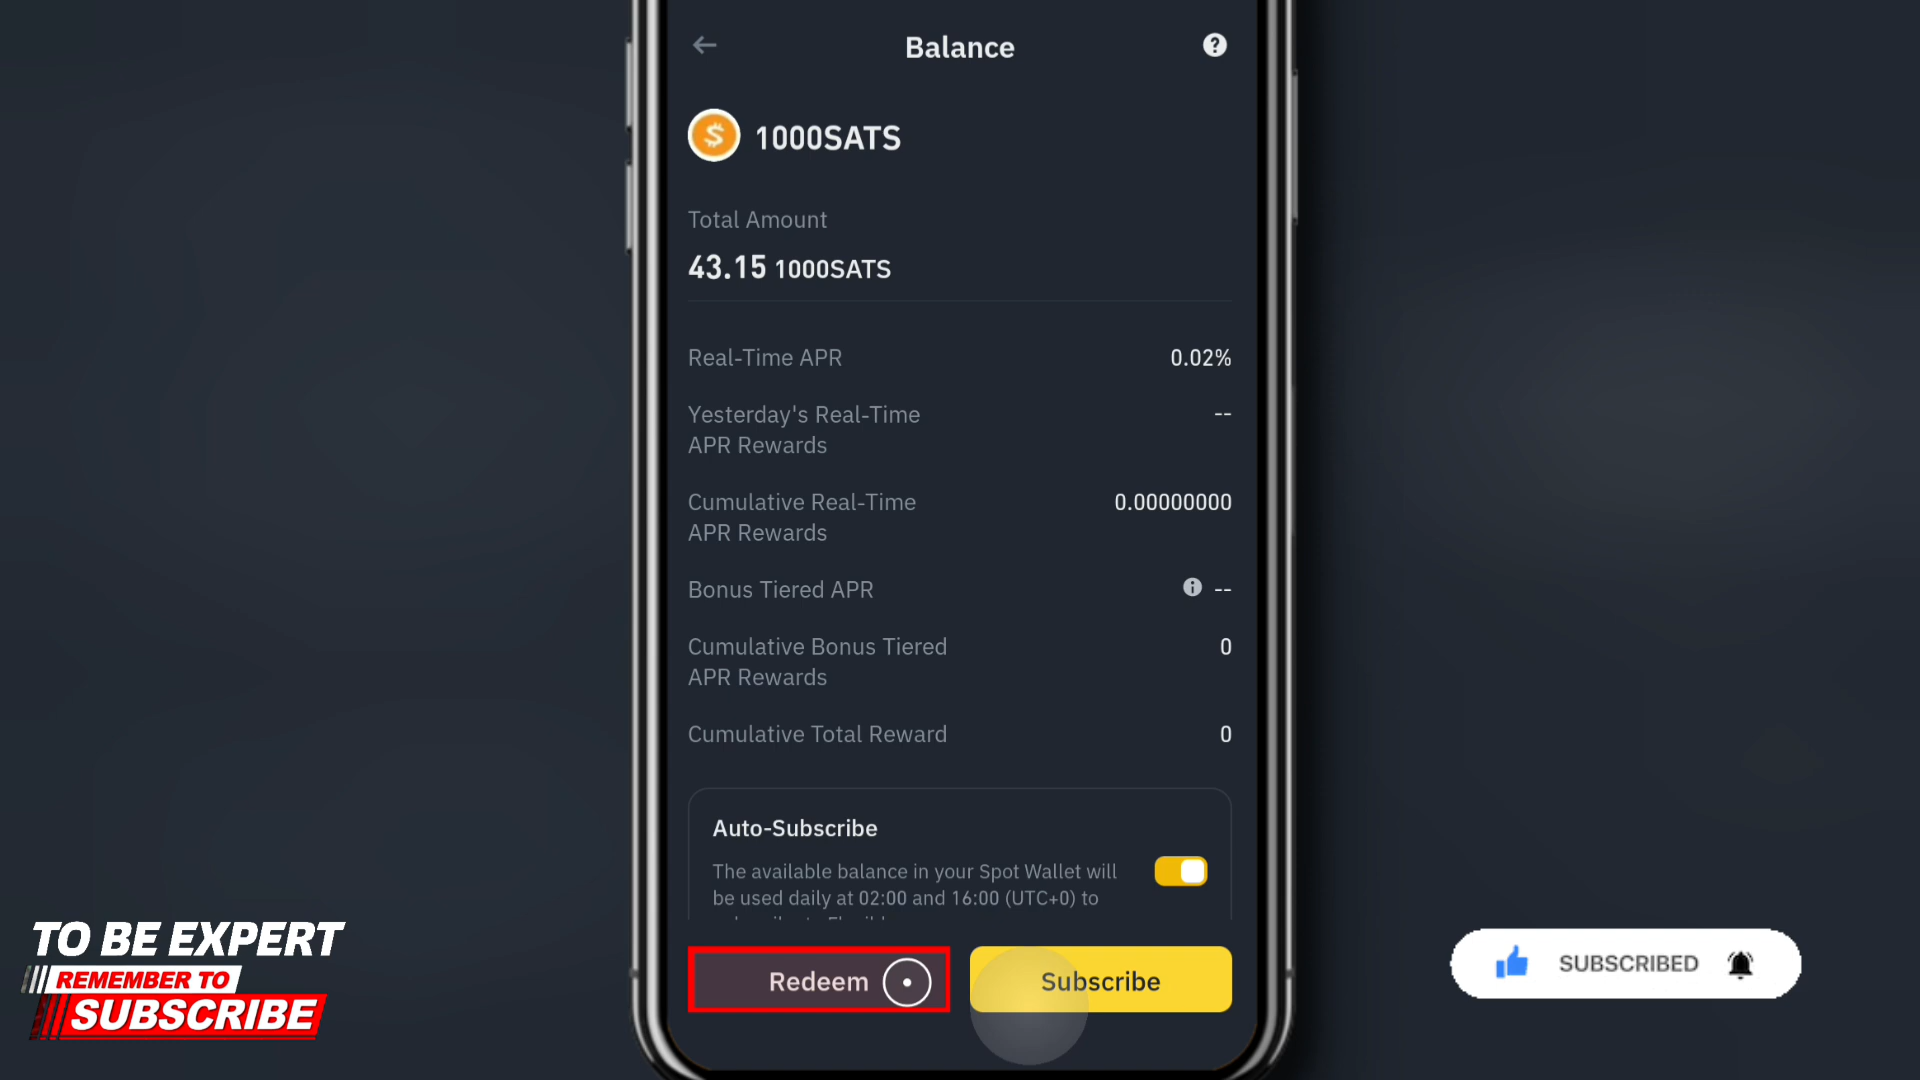 Balance
1000SATS
Total Amount
43.15 1000SATS
Real-Time APR 0.02%
Yesterday's Real-Time --
APR Rewards
Cumulative Real-Time 0.00000000
APR Rewards
Bonus Tiered APR --
Cumulative Bonus Tiered 0
APR Rewards
Cumulative Total Reward 0
Auto-Subscribe
The available balance in your Spot Wallet will
be used daily at 02:00 and 16:00 (UTC+0) to
Redeem
Subscribe
TO BE EXPERT
REMEMBER TO
SUBSCRIBE
SUBSCRIBED